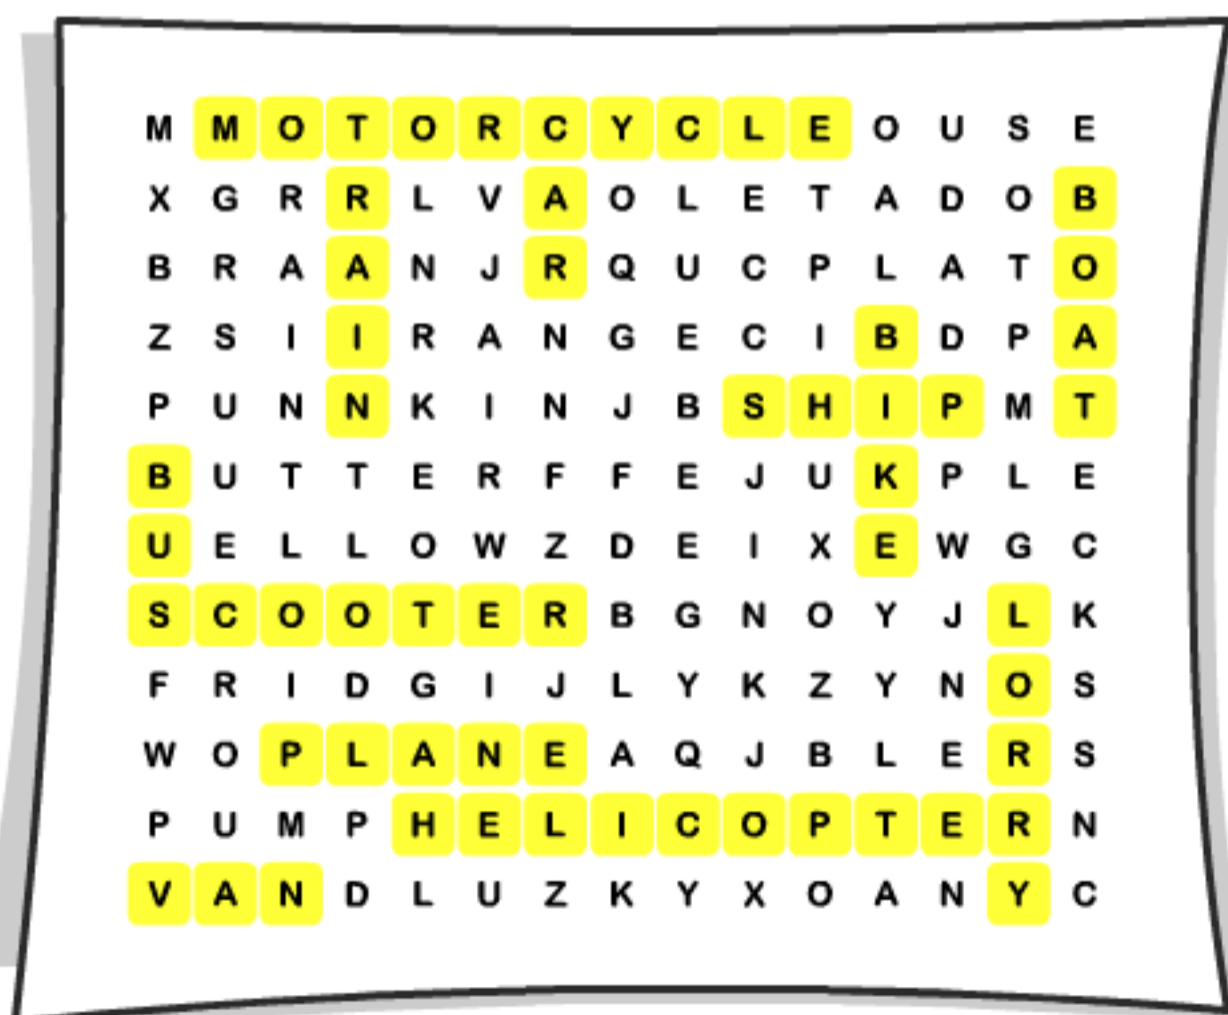 M M O T O R C Y C L E O U S E
X G R R L V A O L E T A D O B
B R A A N J R Q U C P L A T O
Z S I I R A N G E C I B D P A
P U N N K I N J B S H I P M T
B U T T E R F F E J U K P L E
U E L L O W Z D E I X E W G C
S C O O T E R B G N O Y J L K
F R I D G I J L Y K Z Y N O S
W O P L A N E A Q J B L E R S
P U M P H E L I C O P T E R N
V A N D L U Z K Y X O A N Y C